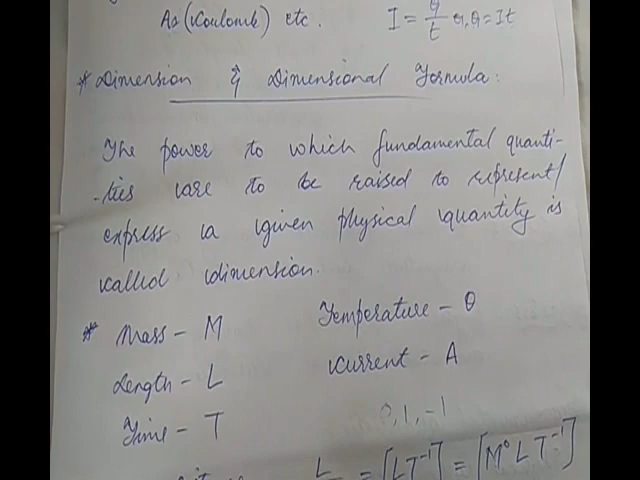 As (Coulomb) etc. I = Q/t or, Q = It
* Dimension & Dimensional Formula:
The power to which fundamental quanti-
-ties are to be raised to represent/
express a given physical quantity is
called dimension.
* Mass - M Temperature - θ
Length - L Current - A
Time - T 0, 1, -1
L = [LT⁻¹] = [M⁰LT⁻¹]